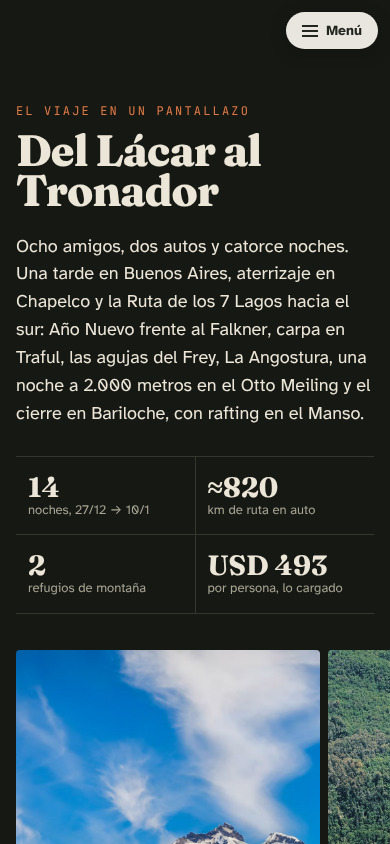 Menú
EL VIAJE EN UN PANTALLAZO
Del Lácar al
Tronador
Ocho amigos, dos autos y catorce noches.
Una tarde en Buenos Aires, aterrizaje en
Chapelco y la Ruta de los 7 Lagos hacia el
sur: Año Nuevo frente al Falkner, carpa en
Traful, las agujas del Frey, La Angostura, una
noche a 2.000 metros en el Otto Meiling y el
cierre en Bariloche, con rafting en el Manso.
14
noches, 27/12 → 10/1
≈820
km de ruta en auto
2
refugios de montaña
USD 493
por persona, lo cargado